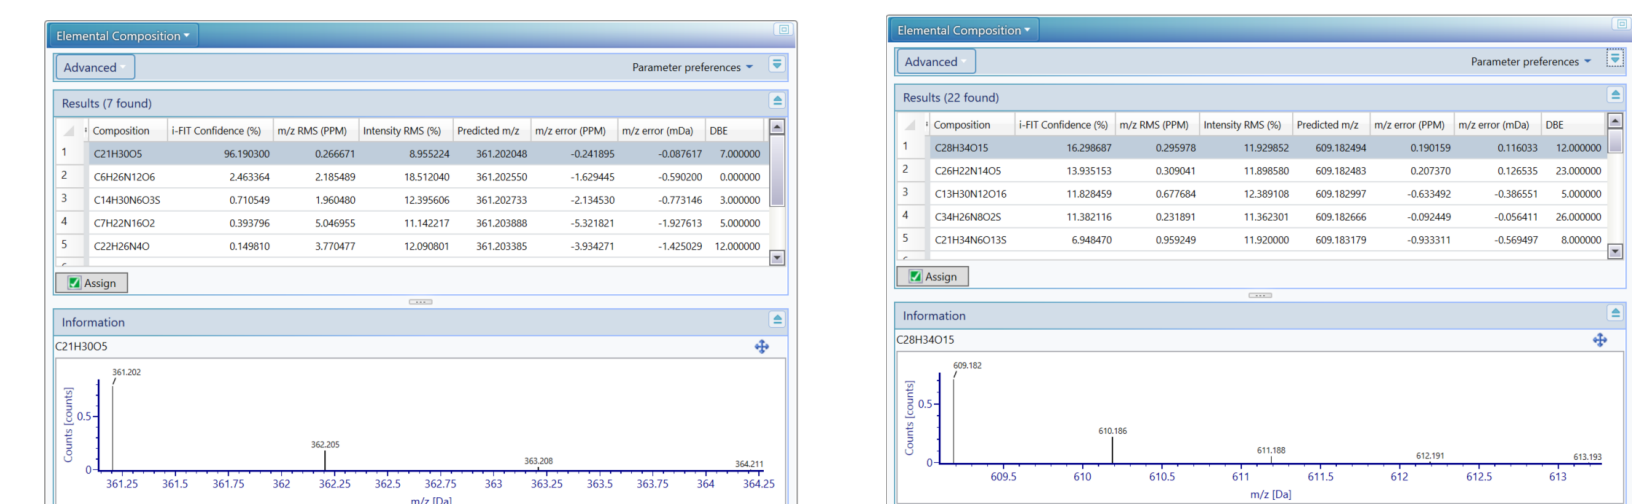 Elemental Composition
Advanced
Parameter preferences
Results (7 found)
Composition i-FIT Confidence (%) m/z RMS (PPM) Intensity RMS (%) Predicted m/z m/z error (PPM) m/z error (mDa) DBE
1 C21H30O5 96.190300 0.266671 8.955224 361.202048 -0.241895 -0.087617 7.000000
2 C6H26N12O6 2.463364 2.185489 18.512040 361.202550 -1.629445 -0.590200 0.000000
3 C14H30N6O3S 0.710549 1.960480 12.395606 361.202733 -2.134530 -0.773146 3.000000
4 C7H22N16O2 0.393796 5.046955 11.142217 361.203888 -5.321821 -1.927613 5.000000
5 C22H26N4O 0.149810 3.770477 12.090801 361.203385 -3.934271 -1.425029 12.000000
Assign
Information
C21H30O5
361.202
362.205
363.208
364.211
Counts [counts]
0.5
0
361.25 361.5 361.75 362 362.25 362.5 362.75 363 363.25 363.5 363.75 364 364.25
m/z [Da]
Elemental Composition
Advanced
Parameter preferences
Results (22 found)
Composition i-FIT Confidence (%) m/z RMS (PPM) Intensity RMS (%) Predicted m/z m/z error (PPM) m/z error (mDa) DBE
1 C28H34O15 16.298687 0.295978 11.929852 609.182494 0.190159 0.116033 12.000000
2 C26H22N14O5 13.935153 0.309041 11.898580 609.182483 0.207370 0.126535 23.000000
3 C13H30N12O16 11.828459 0.677684 12.389108 609.182997 -0.633492 -0.386551 5.000000
4 C34H26N8O2S 11.382116 0.231891 11.362301 609.182666 -0.092449 -0.056411 26.000000
5 C21H34N6O13S 6.948470 0.959249 11.920000 609.183179 -0.933311 -0.569497 8.000000
Assign
Information
C28H34O15
609.182
610.186
611.188
612.191
613.193
Counts [counts]
0.5
0
609.5 610 610.5 611 611.5 612 612.5 613
m/z [Da]